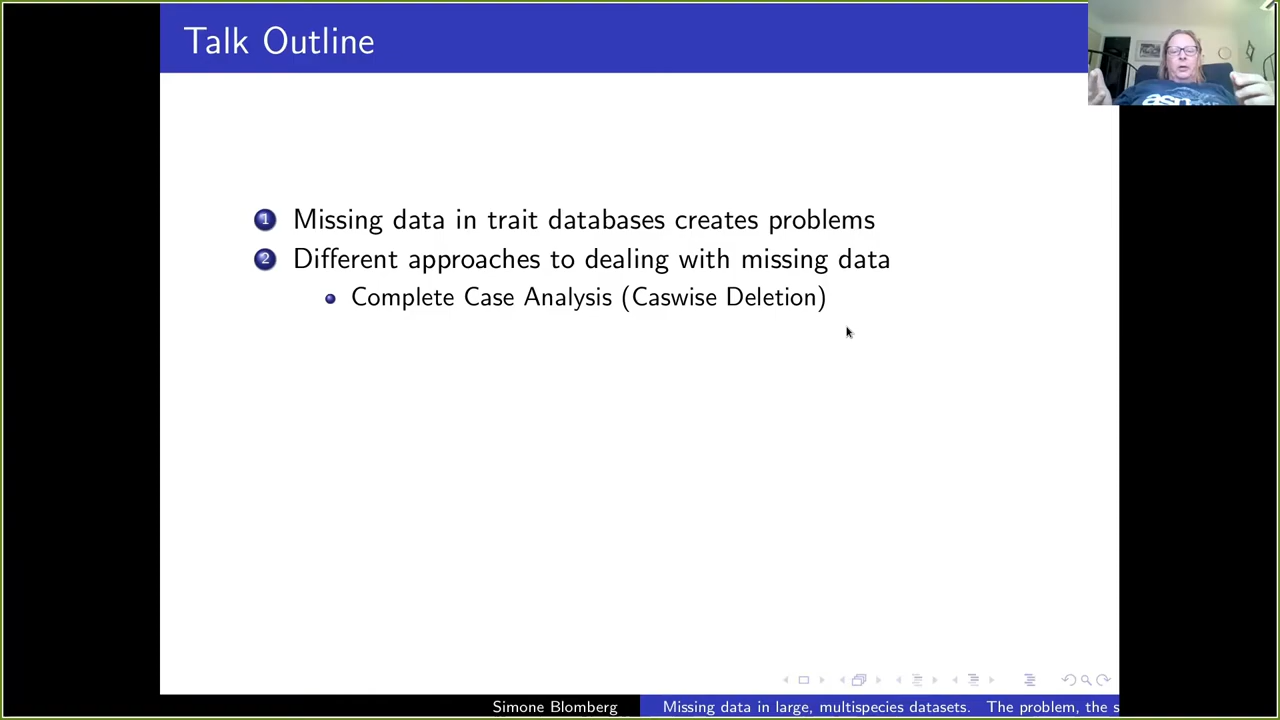 Talk Outline
1 Missing data in trait databases creates problems
2 Different approaches to dealing with missing data
Complete Case Analysis (Caswise Deletion)
asn
Simone Blomberg
Missing data in large, multispecies datasets. The problem, the s